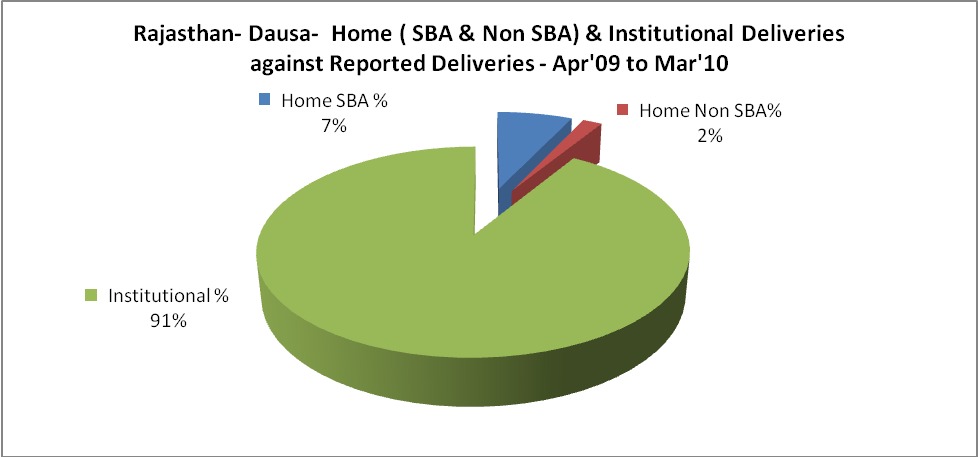 Rajasthan- Dausa- Home ( SBA & Non SBA) & Institutional Deliveries
against Reported Deliveries - Apr'09 to Mar'10
Home SBA %
7%
Home Non SBA%
2%
Institutional %
91%